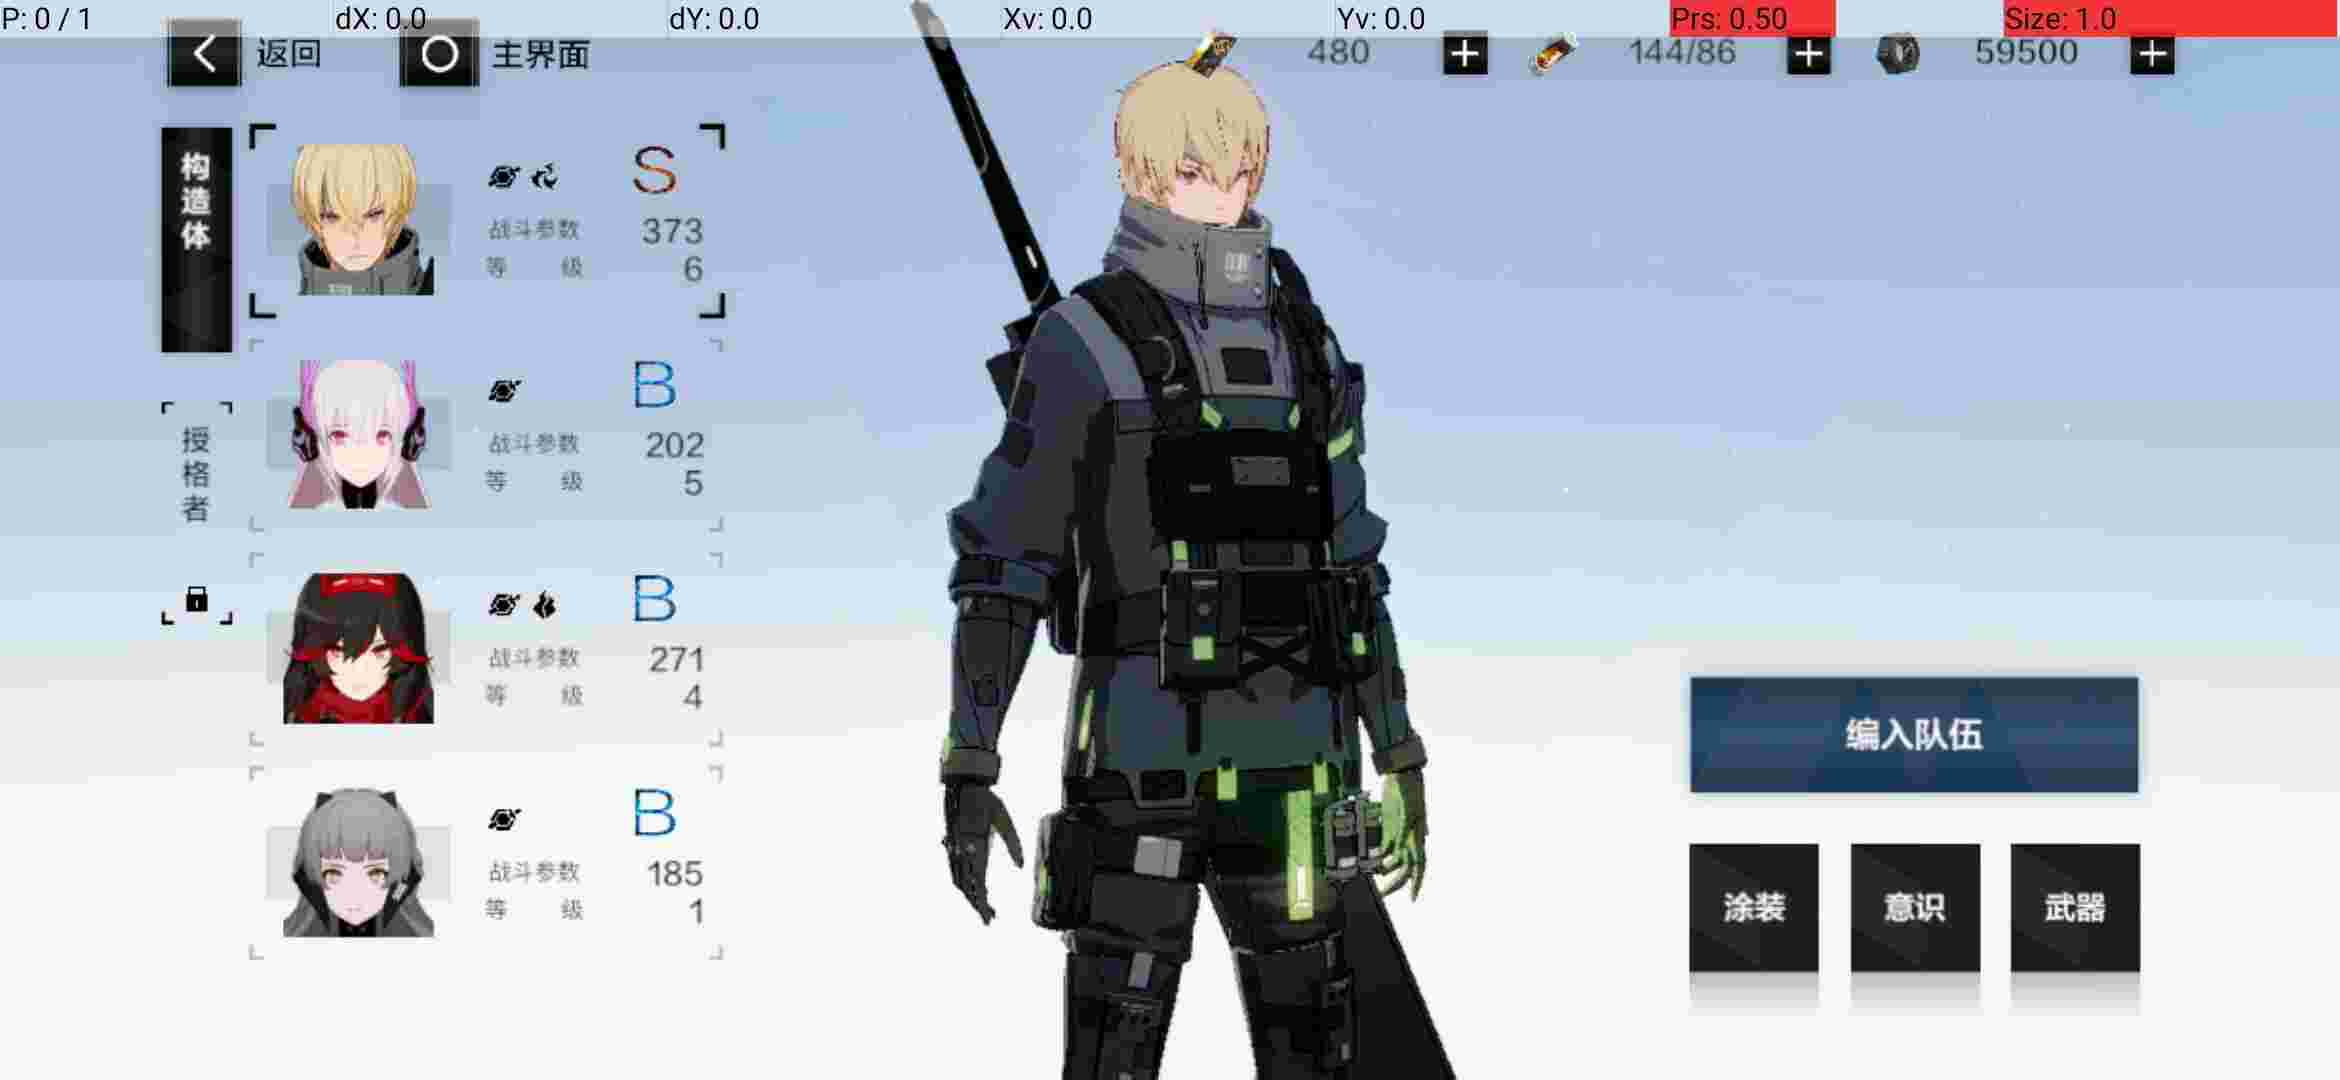 P: 0 / 1 dX: 0.0 dY: 0.0 Xv: 0.0 Yv: 0.0 Prs: 0.50 Size: 1.0
返回 主界面 480 144/86 59500
构造体
授格者
S
战斗参数 373
等级 6
B
战斗参数 202
等级 5
B
战斗参数 271
等级 4
B
战斗参数 185
等级 1
编入队伍
涂装 意识 武器